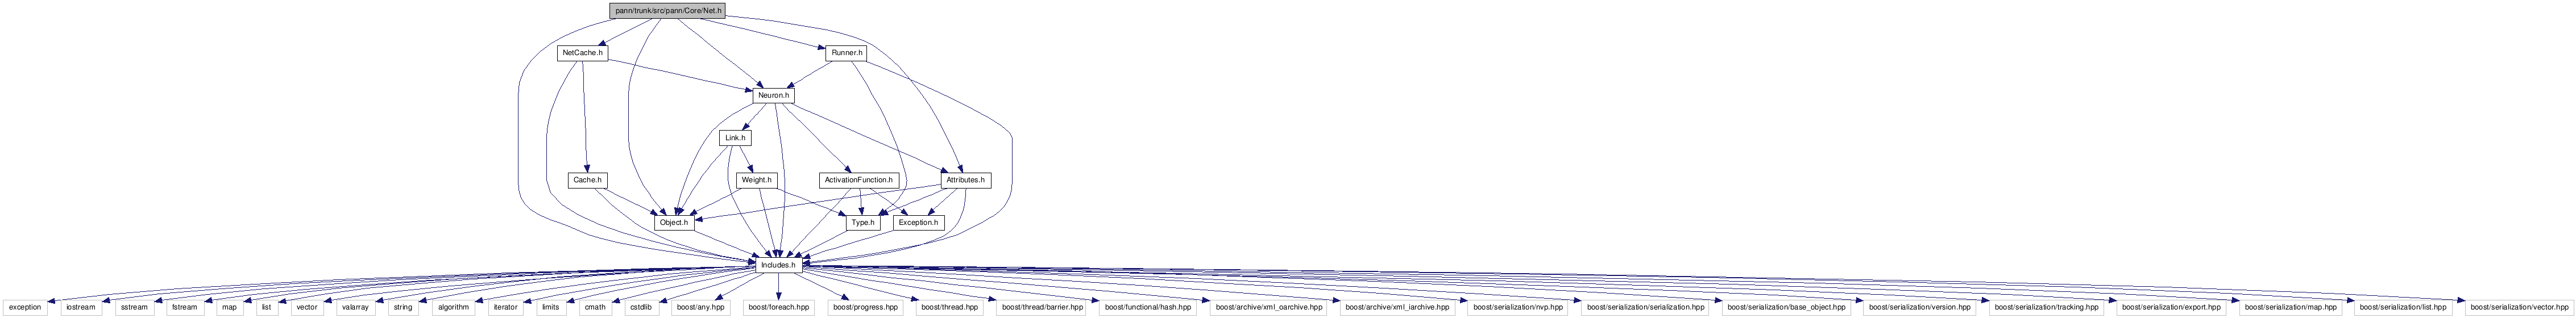 pann/trunk/src/pann/Core/Net.h
NetCache.h
Runner.h
Neuron.h
Link.h
Cache.h
Weight.h
ActivationFunction.h
Attributes.h
Object.h
Type.h
Exception.h
Includes.h
exception
iostream
sstream
fstream
map
list
vector
valarray
string
algorithm
iterator
limits
cmath
cstdlib
boost/any.hpp
boost/foreach.hpp
boost/progress.hpp
boost/thread.hpp
boost/thread/barrier.hpp
boost/functional/hash.hpp
boost/archive/xml_oarchive.hpp
boost/archive/xml_iarchive.hpp
boost/serialization/nvp.hpp
boost/serialization/serialization.hpp
boost/serialization/base_object.hpp
boost/serialization/version.hpp
boost/serialization/tracking.hpp
boost/serialization/export.hpp
boost/serialization/map.hpp
boost/serialization/list.hpp
boost/serialization/vector.hpp